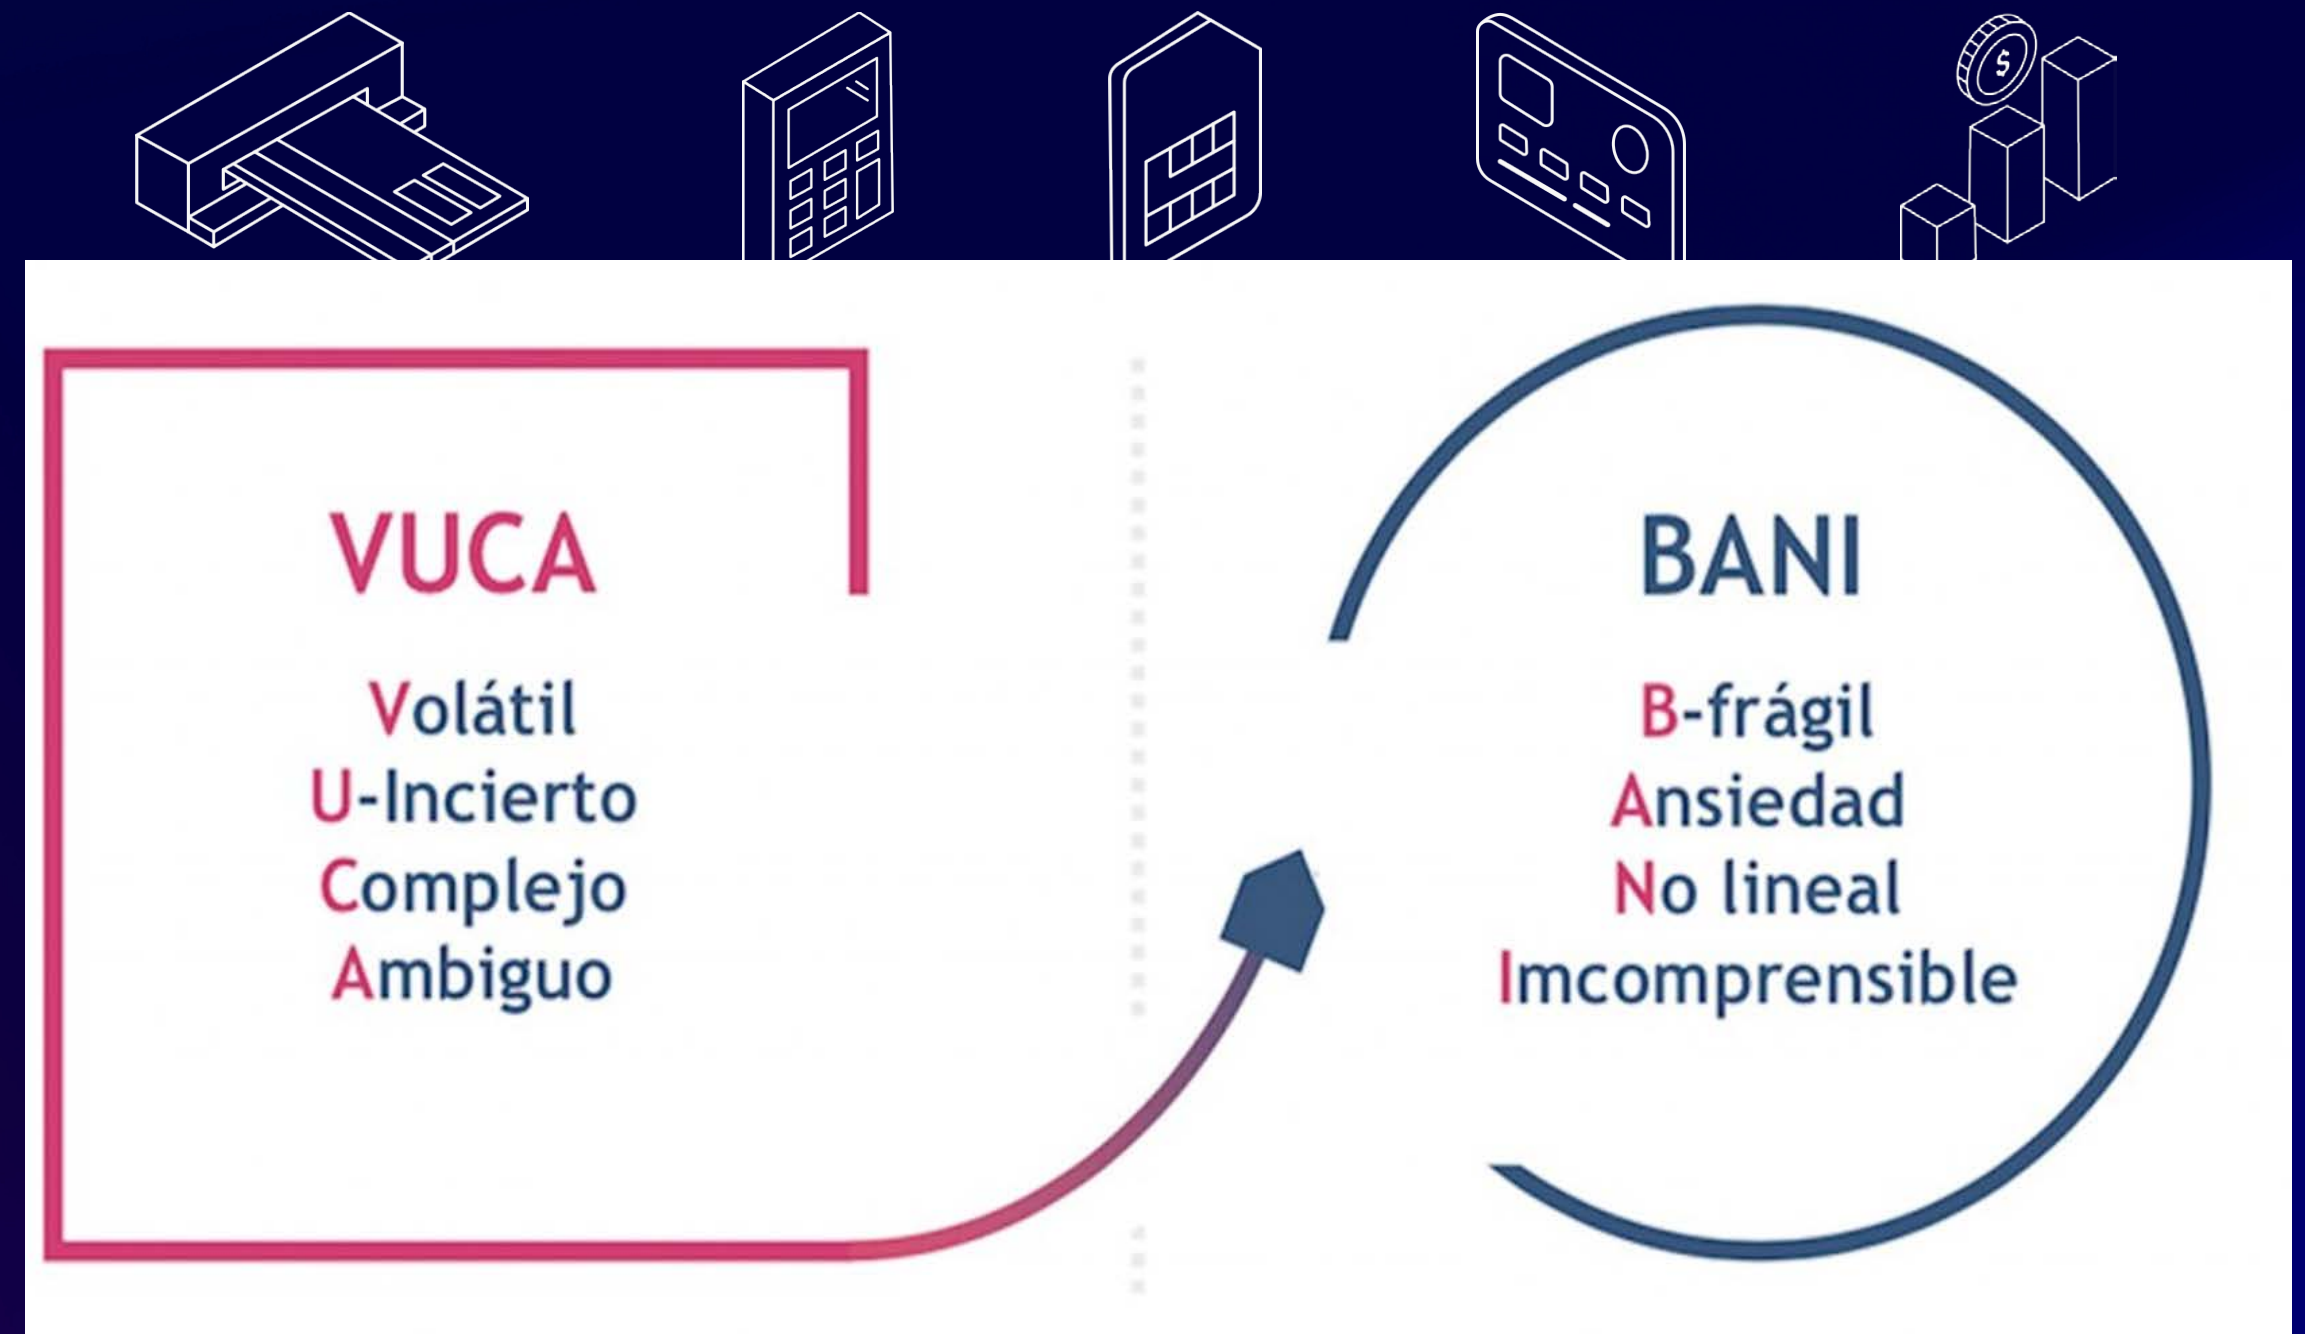 VUCA
Volátil
U-Incierto
Complejo
Ambiguo
BANI
B-frágil
Ansiedad
No lineal
Imcomprensible
$